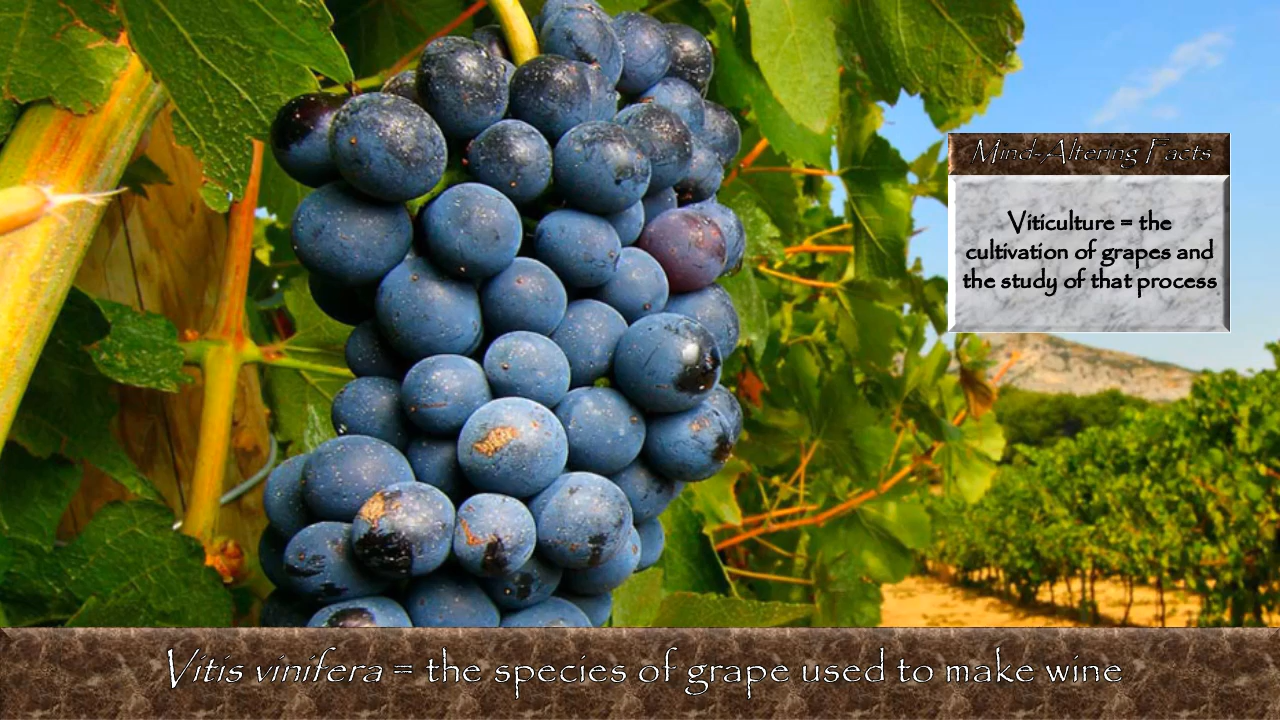 Mind-Altering Facts
Viticulture = the
cultivation of grapes and
the study of that process
Vitis vinifera = the species of grape used to make wine